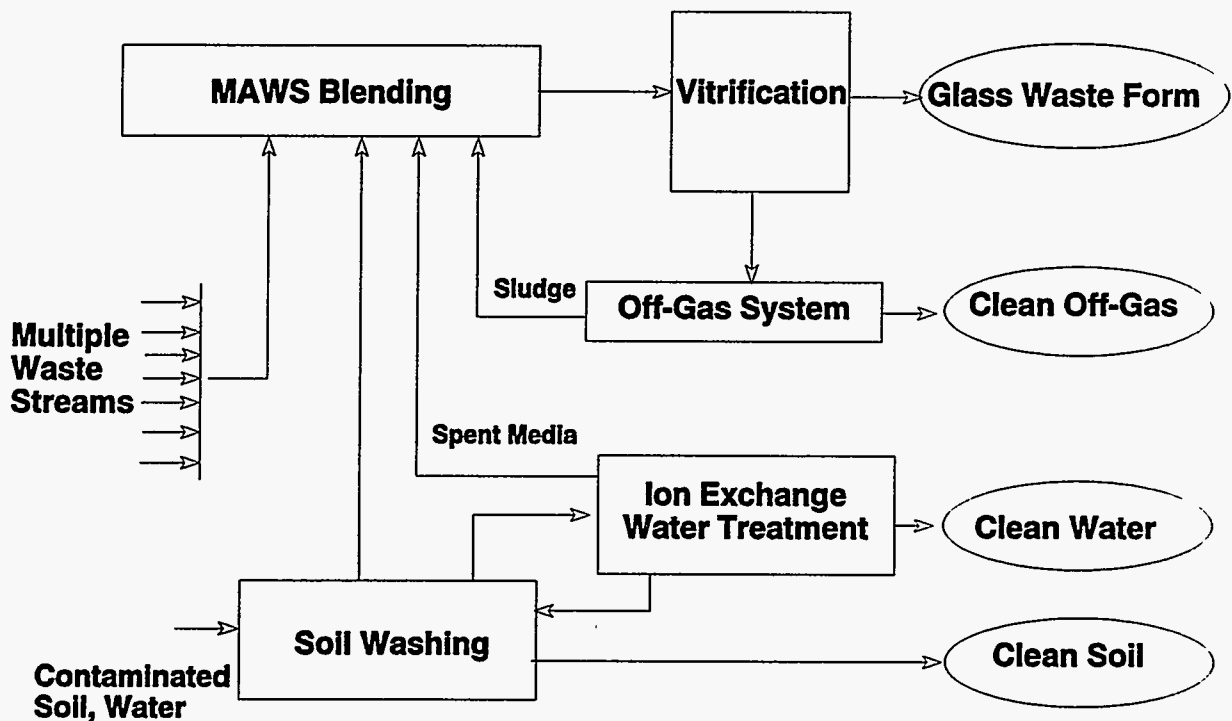 MAWS Blending
Vitrification
Glass Waste Form
Sludge
Off-Gas System
Clean Off-Gas
Multiple
Waste
Streams
Spent Media
Ion Exchange
Water Treatment
Clean Water
Soil Washing
Clean Soil
Contaminated
Soil, Water